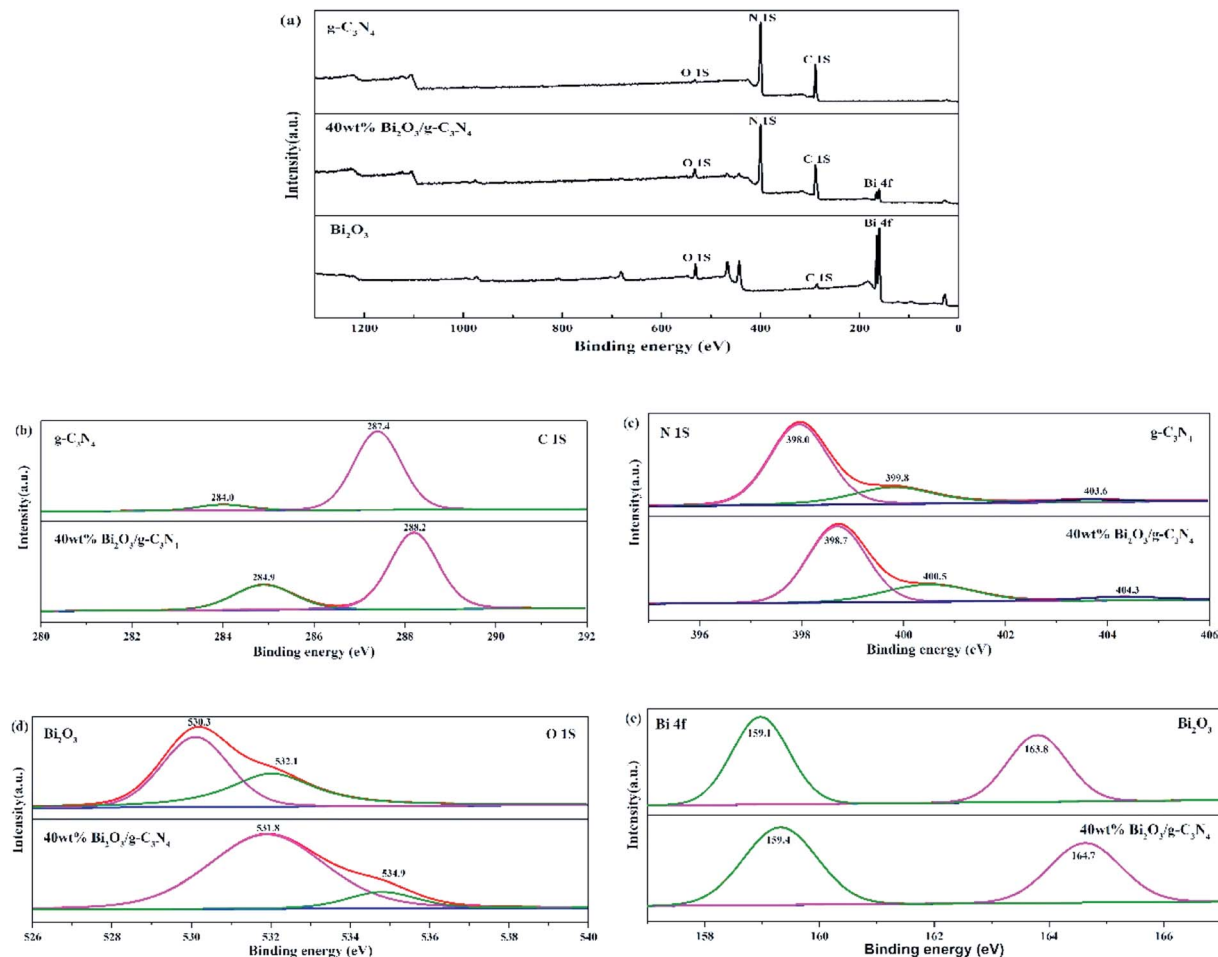 (a)
g-C₃N₄
N 1S
C 1S
O 1S
40wt% Bi₂O₃/g-C₃N₄
N 1S
C 1S
O 1S
Bi 4f
Bi₂O₃
Bi 4f
O 1S
C 1S
Intensity(a.u.)
1200 1000 800 600 400 200 0
Binding energy (eV)
(b)
g-C₃N₄
C 1S
287.4
284.0
40wt% Bi₂O₃/g-C₃N₁
288.2
284.9
Intensity(a.u.)
280 282 284 286 288 290 292
Binding energy (eV)
(c)
N 1S
g-C₃N₁
398.0
399.8
403.6
40wt% Bi₂O₃/g-C₃N₄
398.7
400.5
404.3
Intensity(a.u.)
396 398 400 402 404 406
Binding energy (eV)
(d)
Bi₂O₃
O 1S
530.3
532.1
40wt% Bi₂O₃/g-C₃N₄
531.8
534.9
Intensity(a.u.)
526 528 530 532 534 536 538 540
Binding energy (eV)
(e)
Bi 4f
Bi₂O₃
159.1
163.8
40wt% Bi₂O₃/g-C₃N₄
159.4
164.7
Intensity(a.u.)
158 160 162 164 166
Binding energy (eV)